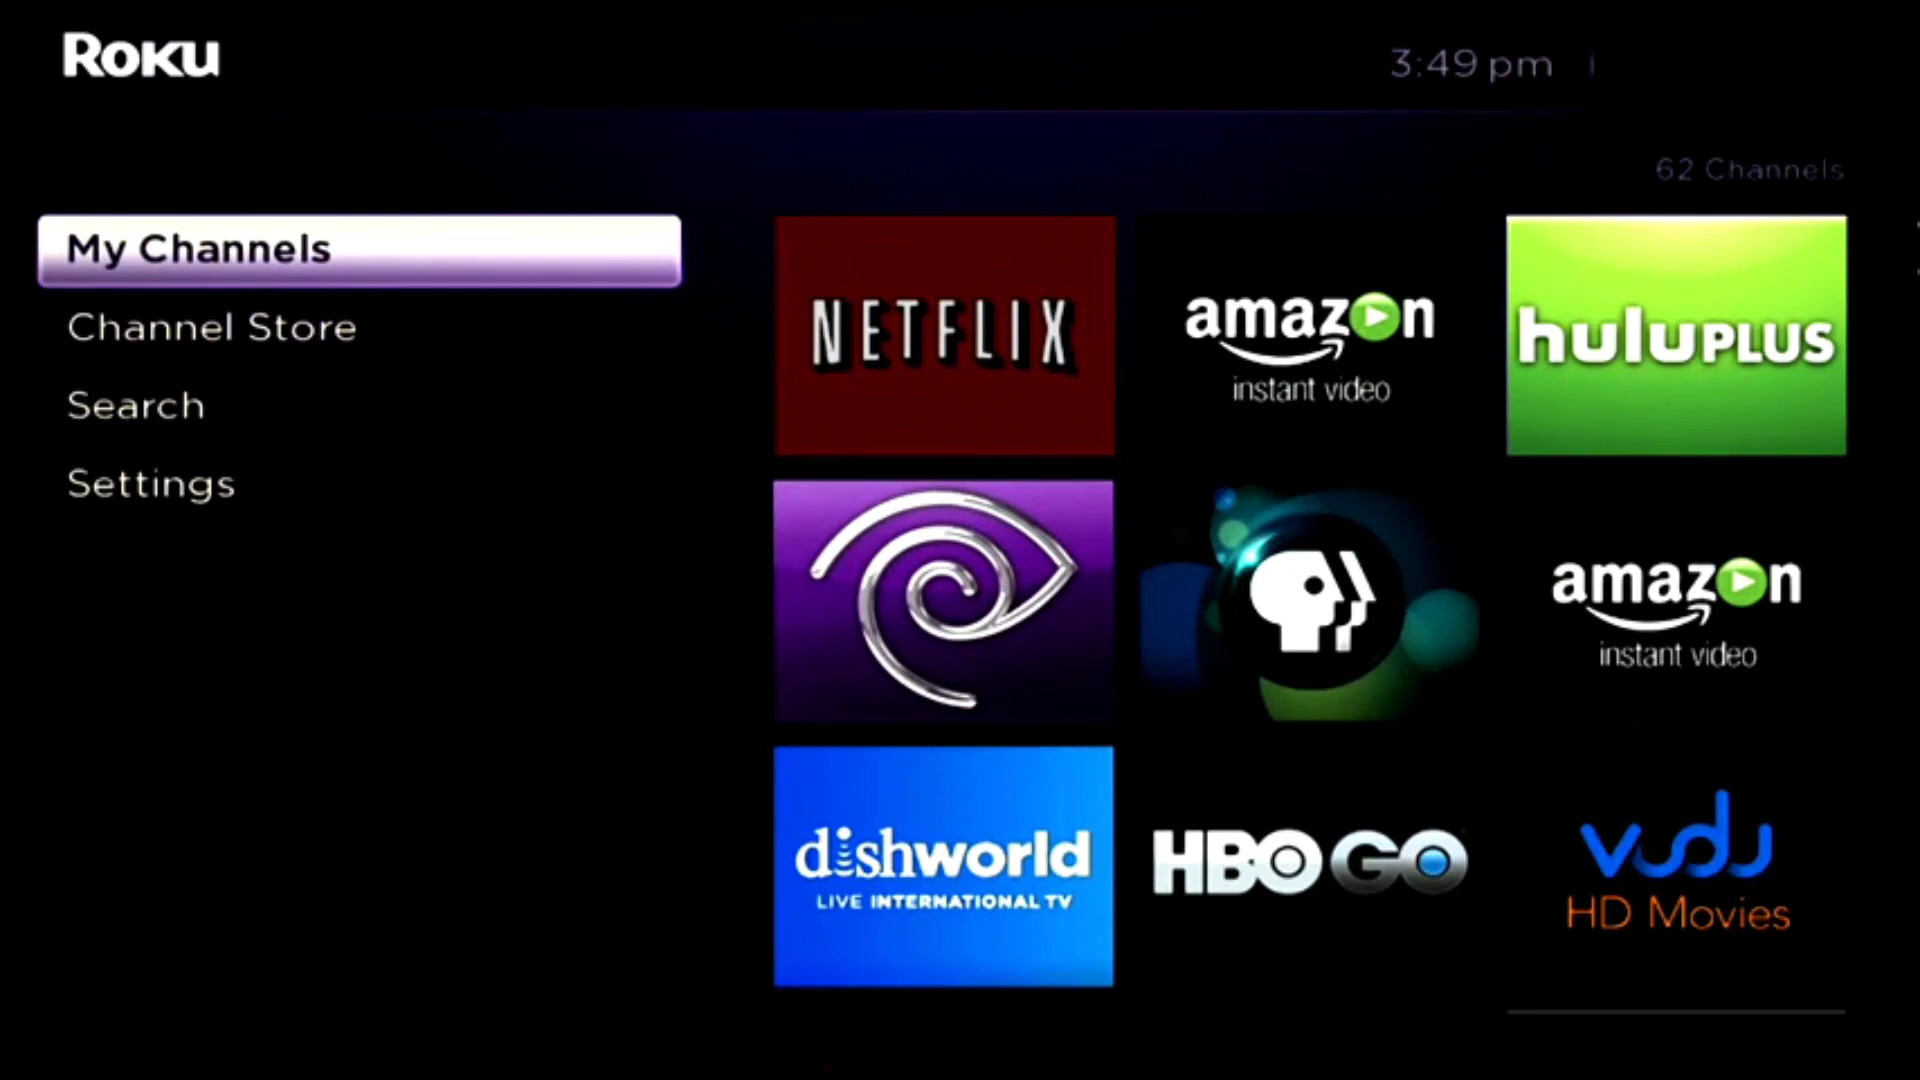 ROKU
3:49 pm
62 Channels
My Channels
Channel Store
Search
Settings
NETFLIX
amazon
instant video
huluPLUS
amazon
instant video
dishworld
LIVE INTERNATIONAL TV
HBO GO
vudu
HD Movies